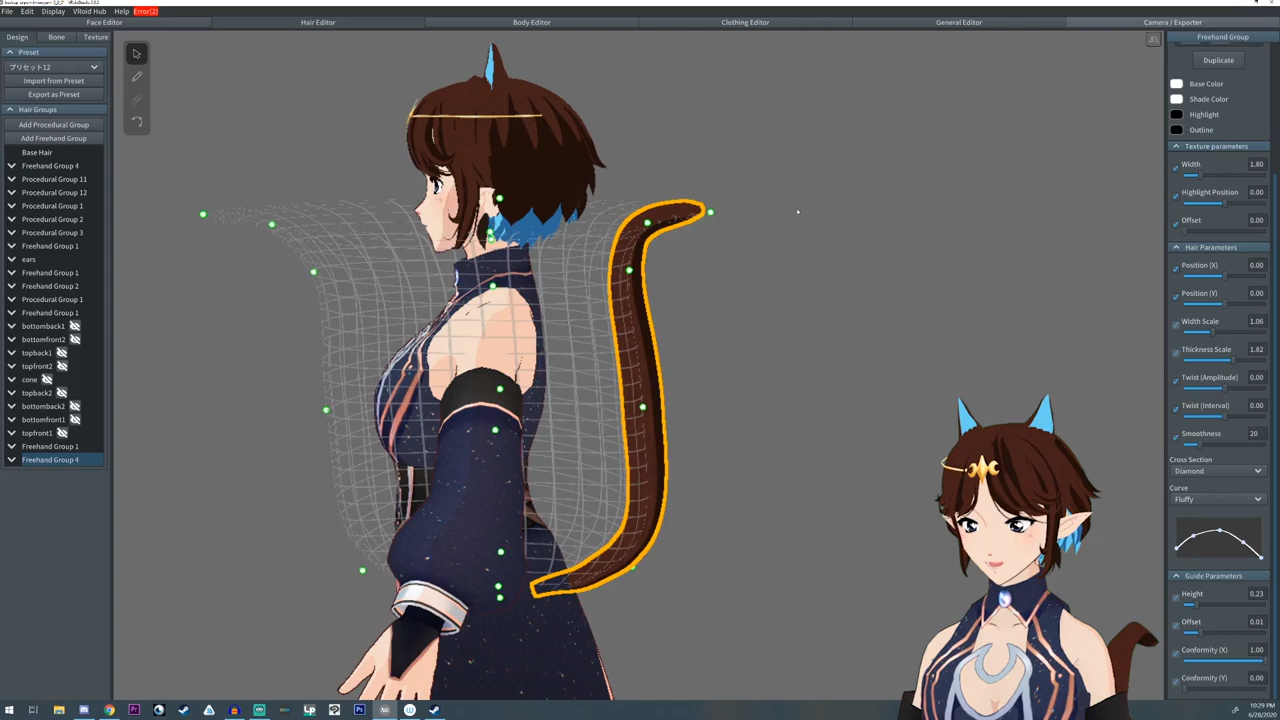 File Edit Display VRoid Hub Help Error(2)
Face Editor Hair Editor Body Editor Clothing Editor General Editor Camera / Exporter
Design Bone Texture
Preset
プリセット12
Import from Preset
Export as Preset
Hair Groups
Add Procedural Group
Add Freehand Group
Base Hair
Freehand Group 4
Procedural Group 11
Procedural Group 12
Procedural Group 1
Procedural Group 2
Procedural Group 3
Freehand Group 1
ears
Freehand Group 1
Freehand Group 2
Procedural Group 1
Freehand Group 1
bottomback1
bottomfront2
topback1
topfront2
cone
topback2
bottomback2
bottomfront1
topfront1
Freehand Group 1
Freehand Group 4
Freehand Group
Duplicate
Base Color
Shade Color
Highlight
Outline
Texture parameters
Width 1.80
Highlight Position 0.00
Offset 0.00
Hair Parameters
Position (X) 0.00
Position (Y) 0.00
Width Scale 1.06
Thickness Scale 1.82
Twist (Amplitude) 0.00
Twist (Interval) 0.00
Smoothness 20
Cross Section
Diamond
Curve
Fluffy
Guide Parameters
Height 0.23
Offset 0.01
Conformity (X) 1.00
Conformity (Y) 0.00
10:29 PM
6/28/2020